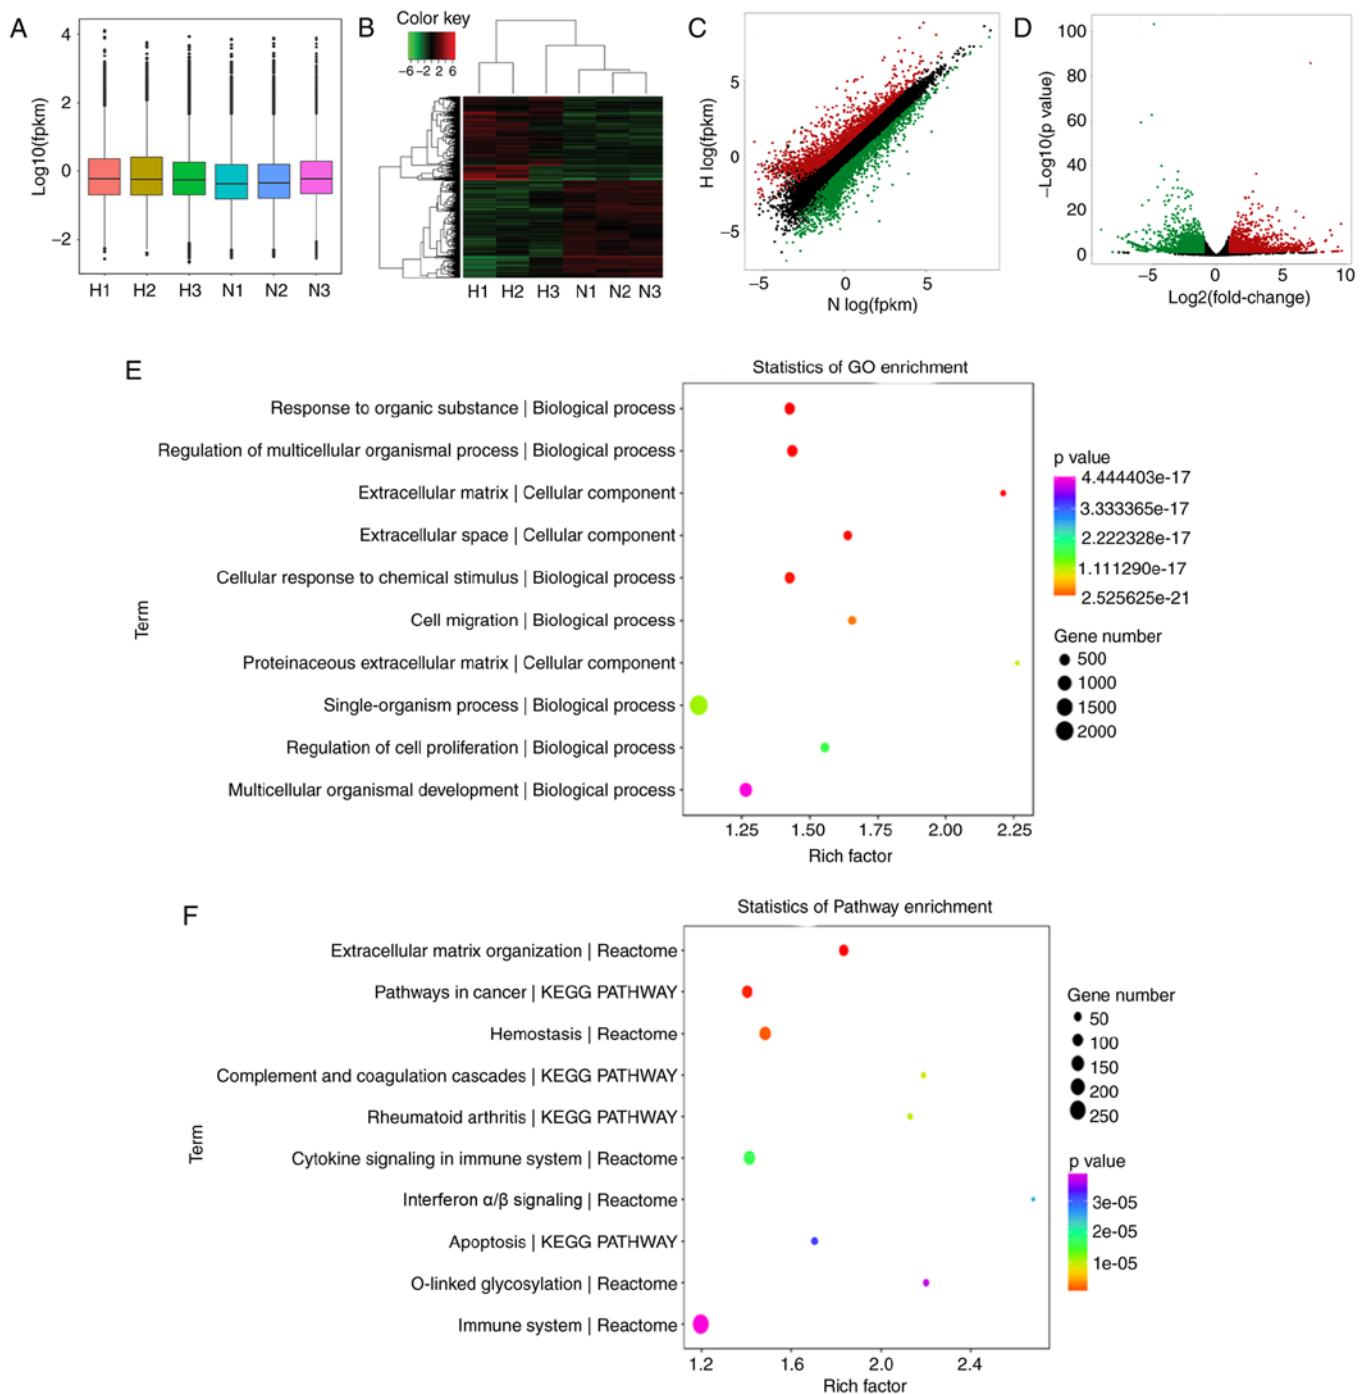 A
Log10(fpkm)
4
2
0
−2
H1 H2 H3 N1 N2 N3
B
Color key
−6 −2 2 6
H1 H2 H3 N1 N2 N3
C
H log(fpkm)
5
0
−5
−5 0 5
N log(fpkm)
D
−Log10(p value)
100
80
60
40
20
0
−5 0 5 10
Log2(fold-change)
E
Statistics of GO enrichment
Term
Response to organic substance | Biological process
Regulation of multicellular organismal process | Biological process
Extracellular matrix | Cellular component
Extracellular space | Cellular component
Cellular response to chemical stimulus | Biological process
Cell migration | Biological process
Proteinaceous extracellular matrix | Cellular component
Single-organism process | Biological process
Regulation of cell proliferation | Biological process
Multicellular organismal development | Biological process
1.25 1.50 1.75 2.00 2.25
Rich factor
p value
4.444403e-17
3.333365e-17
2.222328e-17
1.111290e-17
2.525625e-21
Gene number
500
1000
1500
2000
F
Statistics of Pathway enrichment
Term
Extracellular matrix organization | Reactome
Pathways in cancer | KEGG PATHWAY
Hemostasis | Reactome
Complement and coagulation cascades | KEGG PATHWAY
Rheumatoid arthritis | KEGG PATHWAY
Cytokine signaling in immune system | Reactome
Interferon α/β signaling | Reactome
Apoptosis | KEGG PATHWAY
O-linked glycosylation | Reactome
Immune system | Reactome
1.2 1.6 2.0 2.4
Rich factor
Gene number
50
100
150
200
250
p value
3e-05
2e-05
1e-05